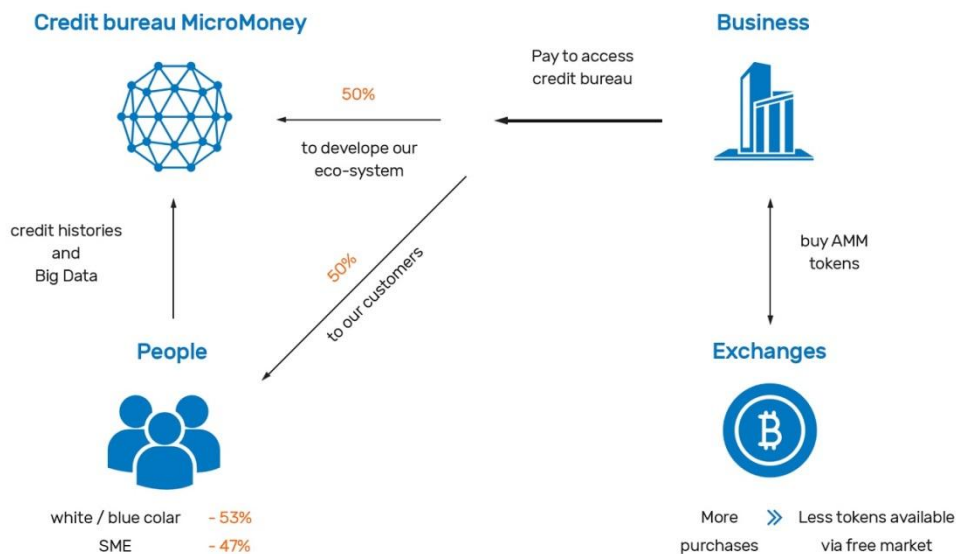 Credit bureau MicroMoney
Business
Pay to access
credit bureau
50%
to develope our
eco-system
credit histories
and
Big Data
50%
to our customers
buy AMM
tokens
People
Exchanges
white / blue colar - 53%
SME - 47%
More
purchases
Less tokens available
via free market